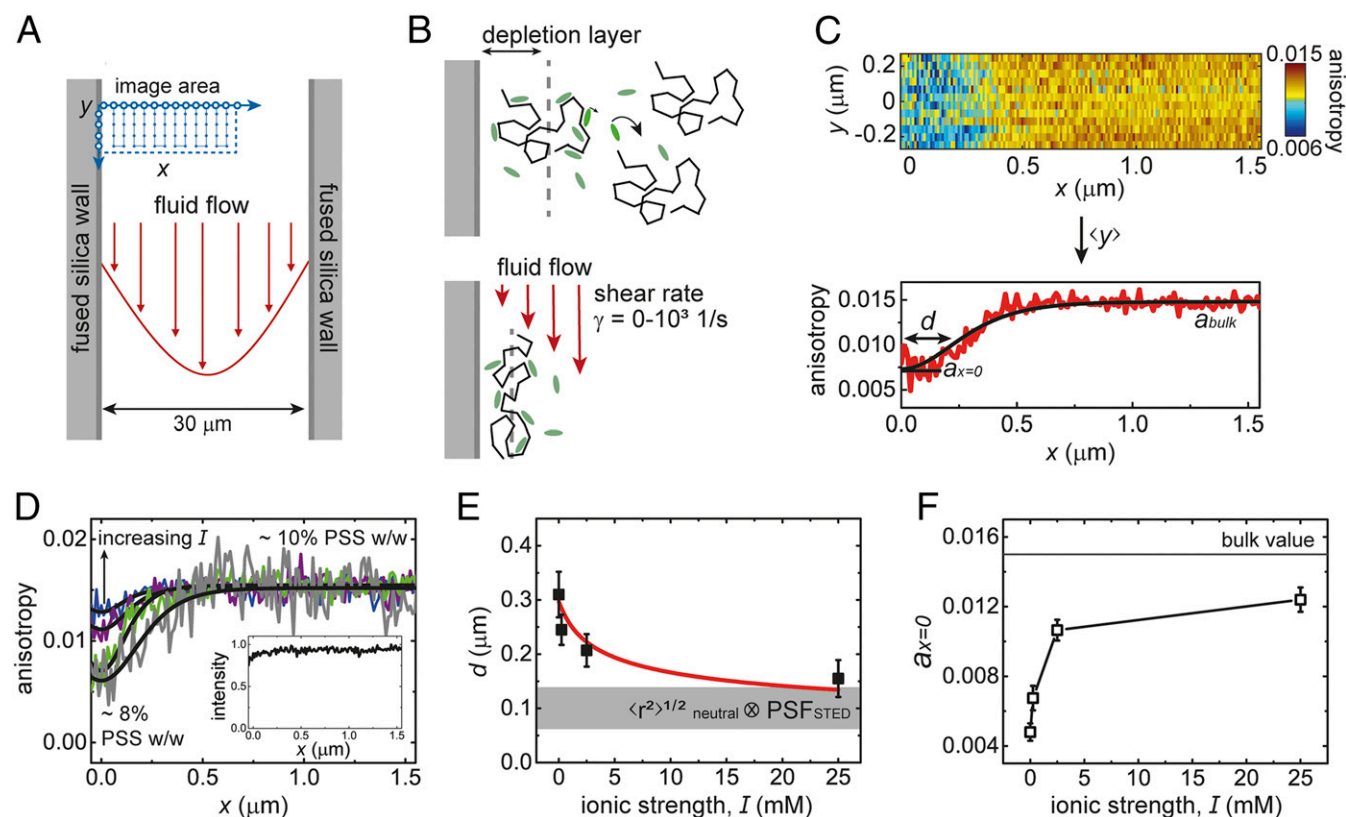 A
image area
y
x
fused silica wall
fluid flow
fused silica wall
30 μm
B
depletion layer
fluid flow
shear rate
γ = 0-10³ 1/s
C
y (μm)
0.2
0
-0.2
0.0 0.5 1.0 1.5
x (μm)
0.015
anisotropy
0.006
⟨y⟩
anisotropy
0.015
0.010
0.005
d
a x=0
a bulk
0.0 0.5 1.0 1.5
x (μm)
D
anisotropy
0.02
0.01
0.00
increasing I
~ 10% PSS w/w
~ 8%
PSS w/w
intensity
1.0
0.5
0.0
0.0 0.5 1.0 1.5
x (μm)
0.0 0.5 1.0 1.5
x (μm)
E
d (μm)
0.4
0.3
0.2
0.1
0.0
⟨r²⟩1/2 neutral ⊗ PSF STED
0 5 10 15 20 25
ionic strength, I (mM)
F
a x=0
0.016
0.012
0.008
0.004
bulk value
0 5 10 15 20 25
ionic strength, I (mM)